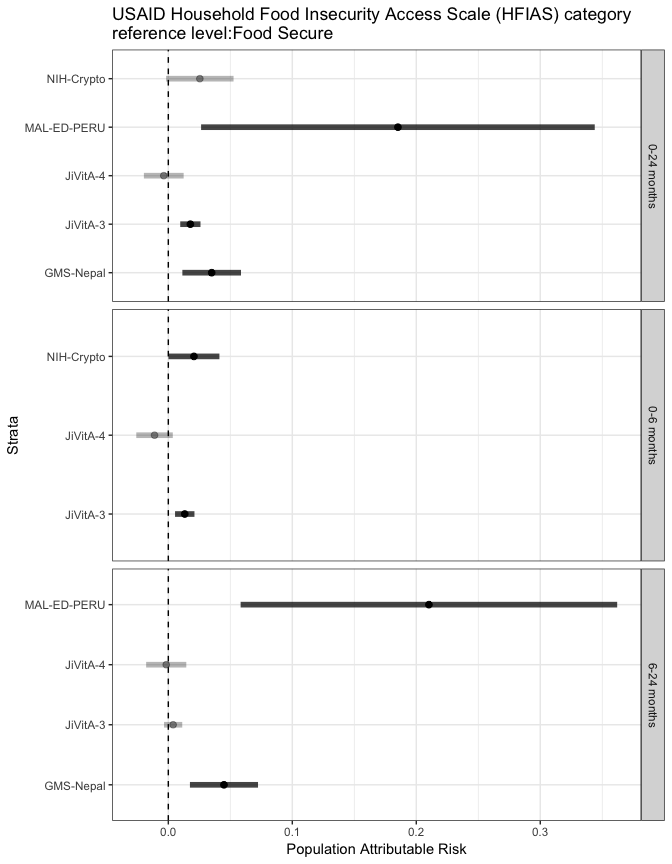 USAID Household Food Insecurity Access Scale (HFIAS) category
reference level:Food Secure
NIH-Crypto
MAL-ED-PERU
JiVitA-4
JiVitA-3
GMS-Nepal
0-24 months
NIH-Crypto
JiVitA-4
JiVitA-3
0-6 months
Strata
MAL-ED-PERU
JiVitA-4
JiVitA-3
GMS-Nepal
6-24 months
0.0 0.1 0.2 0.3
Population Attributable Risk